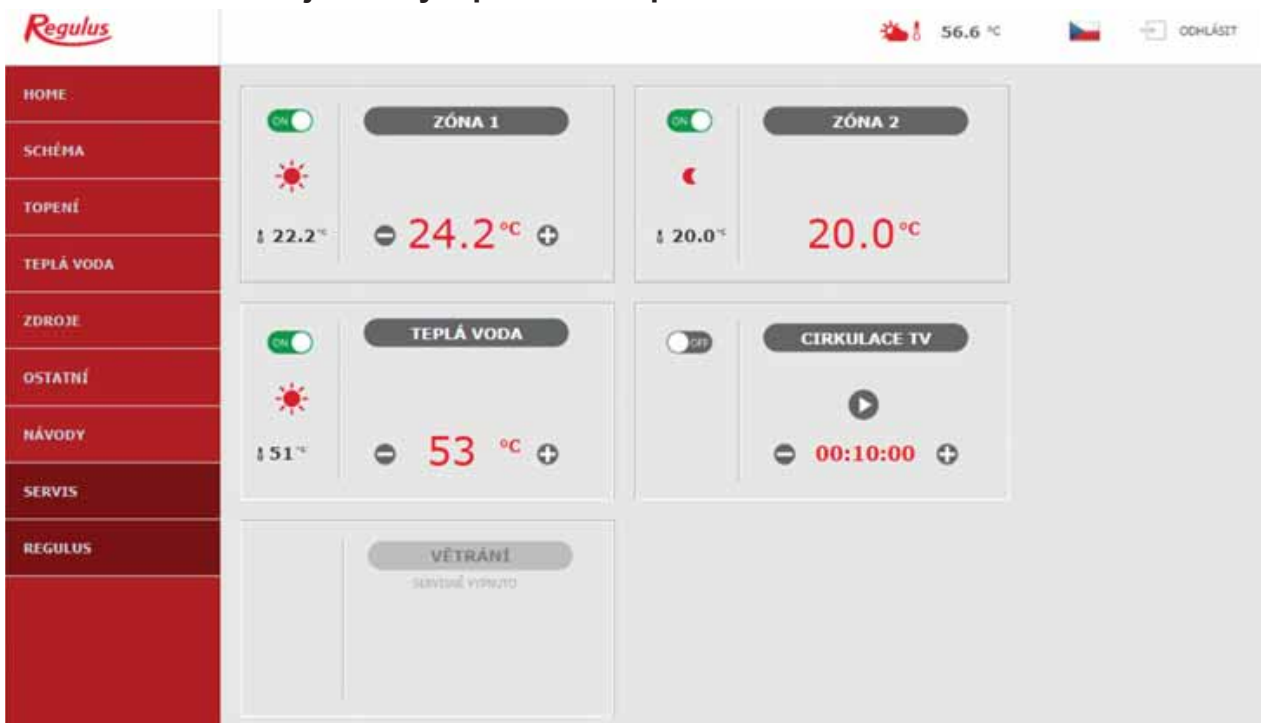 Regulus
56.6 °C
ODHLÁSIT
HOME
SCHÉMA
TOPENÍ
TEPLÁ VODA
ZDROJE
OSTATNÍ
NÁVODY
SERVIS
REGULUS
ON
ZÓNA 1
22.2 °C
24.2 °C
ON
ZÓNA 2
20.0 °C
20.0 °C
ON
TEPLÁ VODA
51 °C
53 °C
OFF
CIRKULACE TV
00:10:00
VĚTRÁNÍ
SERVISNĚ VYPNUTO